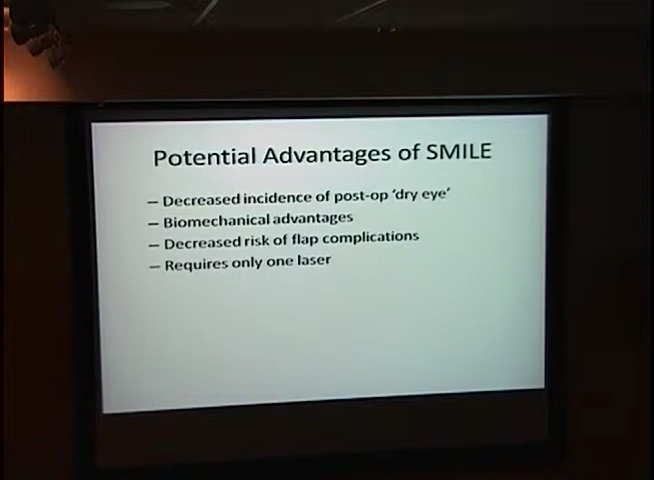 Potential Advantages of SMILE
– Decreased incidence of post-op ‘dry eye’
– Biomechanical advantages
– Decreased risk of flap complications
– Requires only one laser